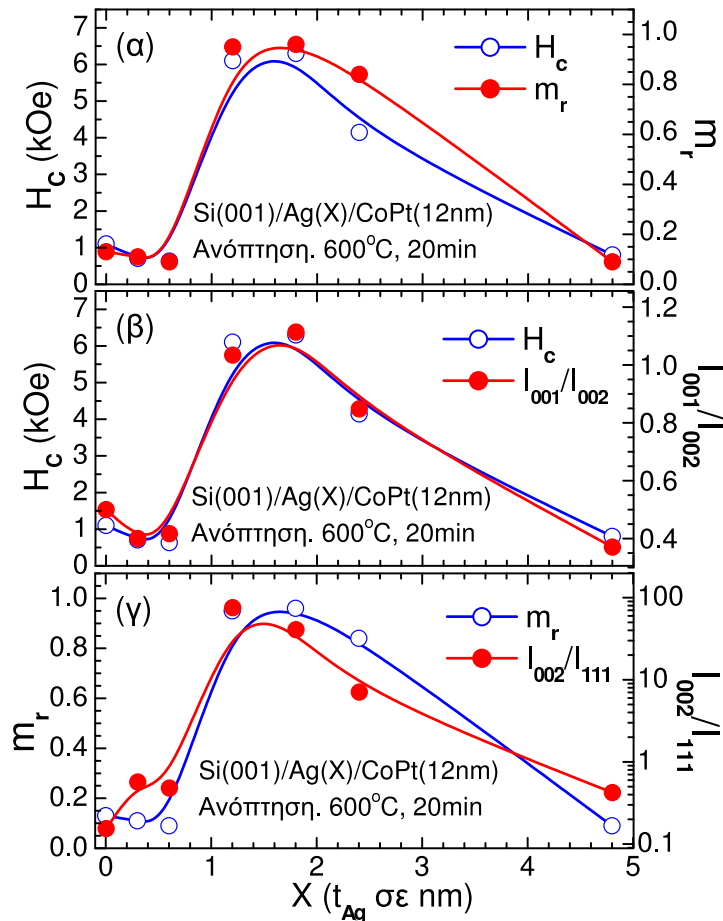 (α)
H_c
m_r
7
6
5
4
3
2
1
0
H_C (kOe)
1.0
0.8
0.6
0.4
0.2
0.0
m_r
Si(001)/Ag(X)/CoPt(12nm)
Ανόπτηση. 600°C, 20min
(β)
H_c
I_001/I_002
7
6
5
4
3
2
1
0
H_C (kOe)
1.2
1.0
0.8
0.6
0.4
I_001/I_002
Si(001)/Ag(X)/CoPt(12nm)
Ανόπτηση. 600°C, 20min
(γ)
m_r
I_002/I_111
1.0
0.8
0.6
0.4
0.2
0.0
m_r
100
10
1
0.1
I_002/I_111
Si(001)/Ag(X)/CoPt(12nm)
Ανόπτηση. 600°C, 20min
0 1 2 3 4 5
X (t_Ag σε nm)